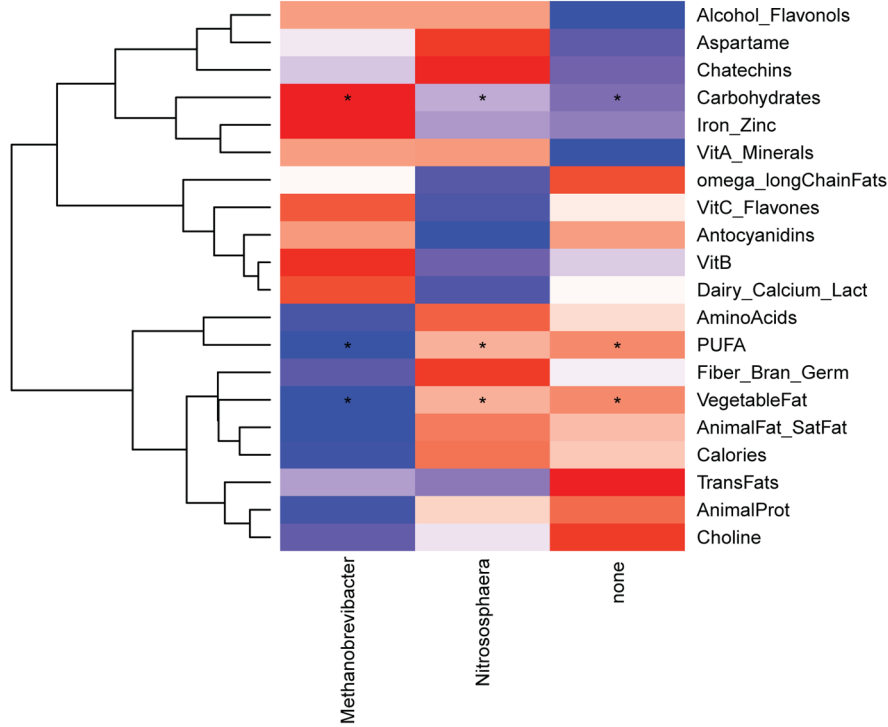 Alcohol_Flavonols
Aspartame
Chatechins
* * * Carbohydrates
Iron_Zinc
VitA_Minerals
omega_longChainFats
VitC_Flavones
Antocyanidins
VitB
Dairy_Calcium_Lact
AminoAcids
* * * PUFA
Fiber_Bran_Germ
* * * VegetableFat
AnimalFat_SatFat
Calories
TransFats
AnimalProt
Choline
Methanobrevibacter
Nitrososphaera
none